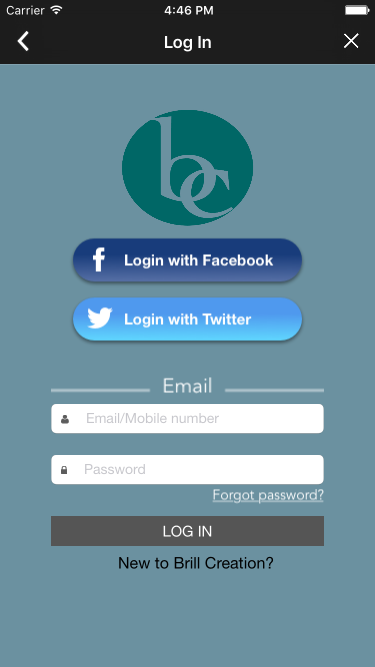 Carrier 4:46 PM
Log In
bc
Login with Facebook
Login with Twitter
Email
Email/Mobile number
Password
Forgot password?
LOG IN
New to Brill Creation?